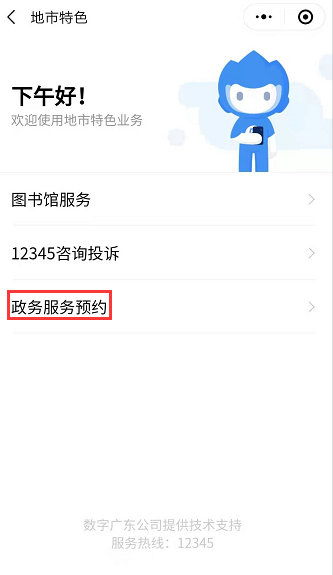 地市特色
下午好！
欢迎使用地市特色业务
图书馆服务
12345咨询投诉
政务服务预约
数字广东公司提供技术支持
服务热线：12345